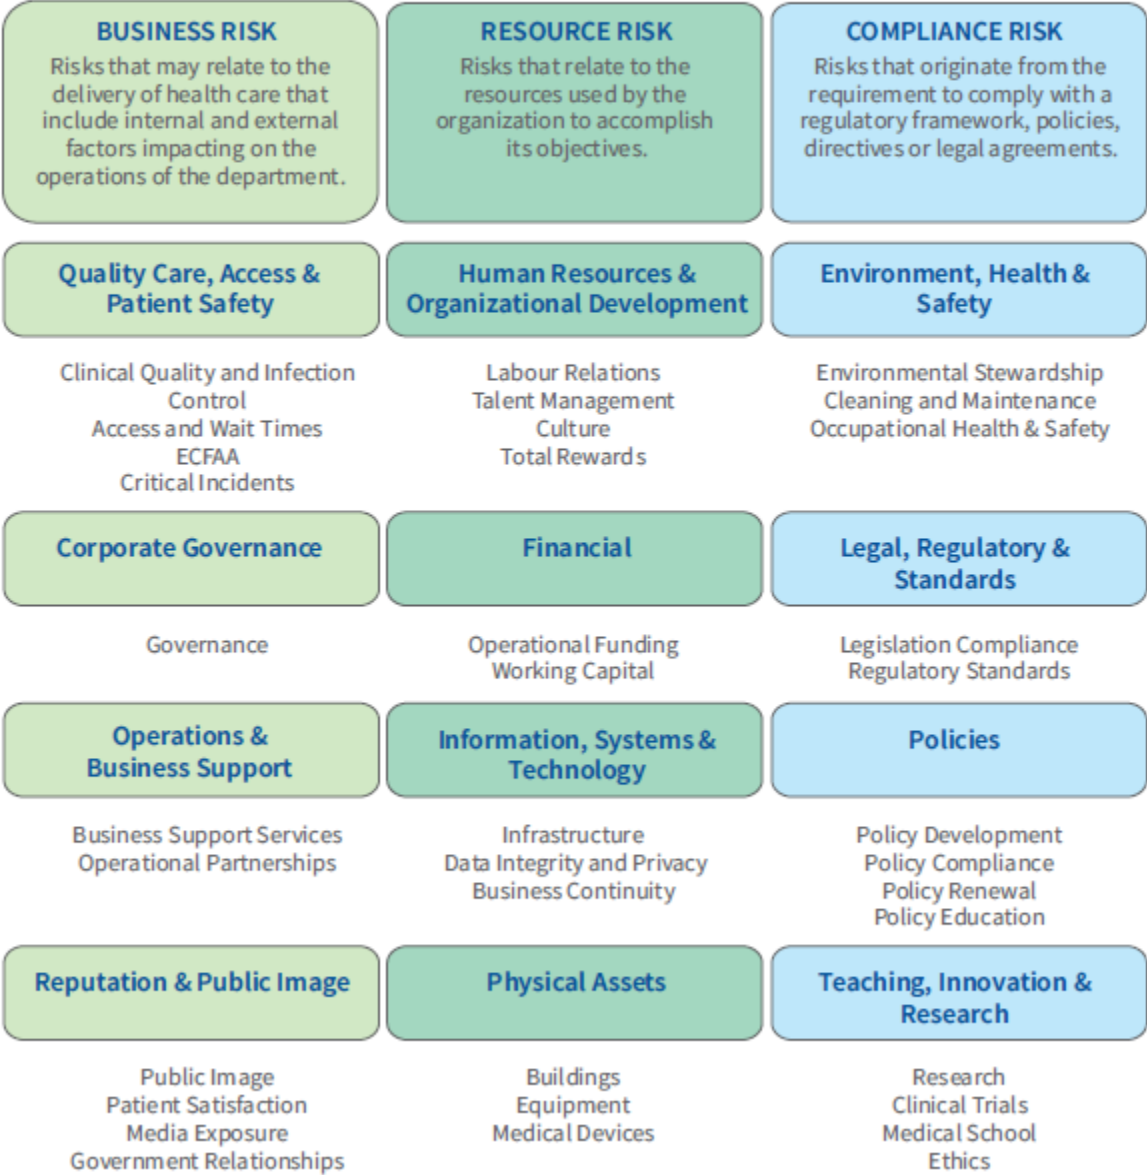 BUSINESS RISK
Risks that may relate to the
delivery of health care that
include internal and external
factors impacting on the
operations of the department.
RESOURCE RISK
Risks that relate to the
resources used by the
organization to accomplish
its objectives.
COMPLIANCE RISK
Risks that originate from the
requirement to comply with a
regulatory framework, policies,
directives or legal agreements.
Quality Care, Access &
Patient Safety
Human Resources &
Organizational Development
Environment, Health &
Safety
Clinical Quality and Infection
Control
Access and Wait Times
ECFAA
Critical Incidents
Labour Relations
Talent Management
Culture
Total Rewards
Environmental Stewardship
Cleaning and Maintenance
Occupational Health & Safety
Corporate Governance
Financial
Legal, Regulatory &
Standards
Governance
Operational Funding
Working Capital
Legislation Compliance
Regulatory Standards
Operations &
Business Support
Information, Systems &
Technology
Policies
Business Support Services
Operational Partnerships
Infrastructure
Data Integrity and Privacy
Business Continuity
Policy Development
Policy Compliance
Policy Renewal
Policy Education
Reputation & Public Image
Physical Assets
Teaching, Innovation &
Research
Public Image
Patient Satisfaction
Media Exposure
Government Relationships
Buildings
Equipment
Medical Devices
Research
Clinical Trials
Medical School
Ethics